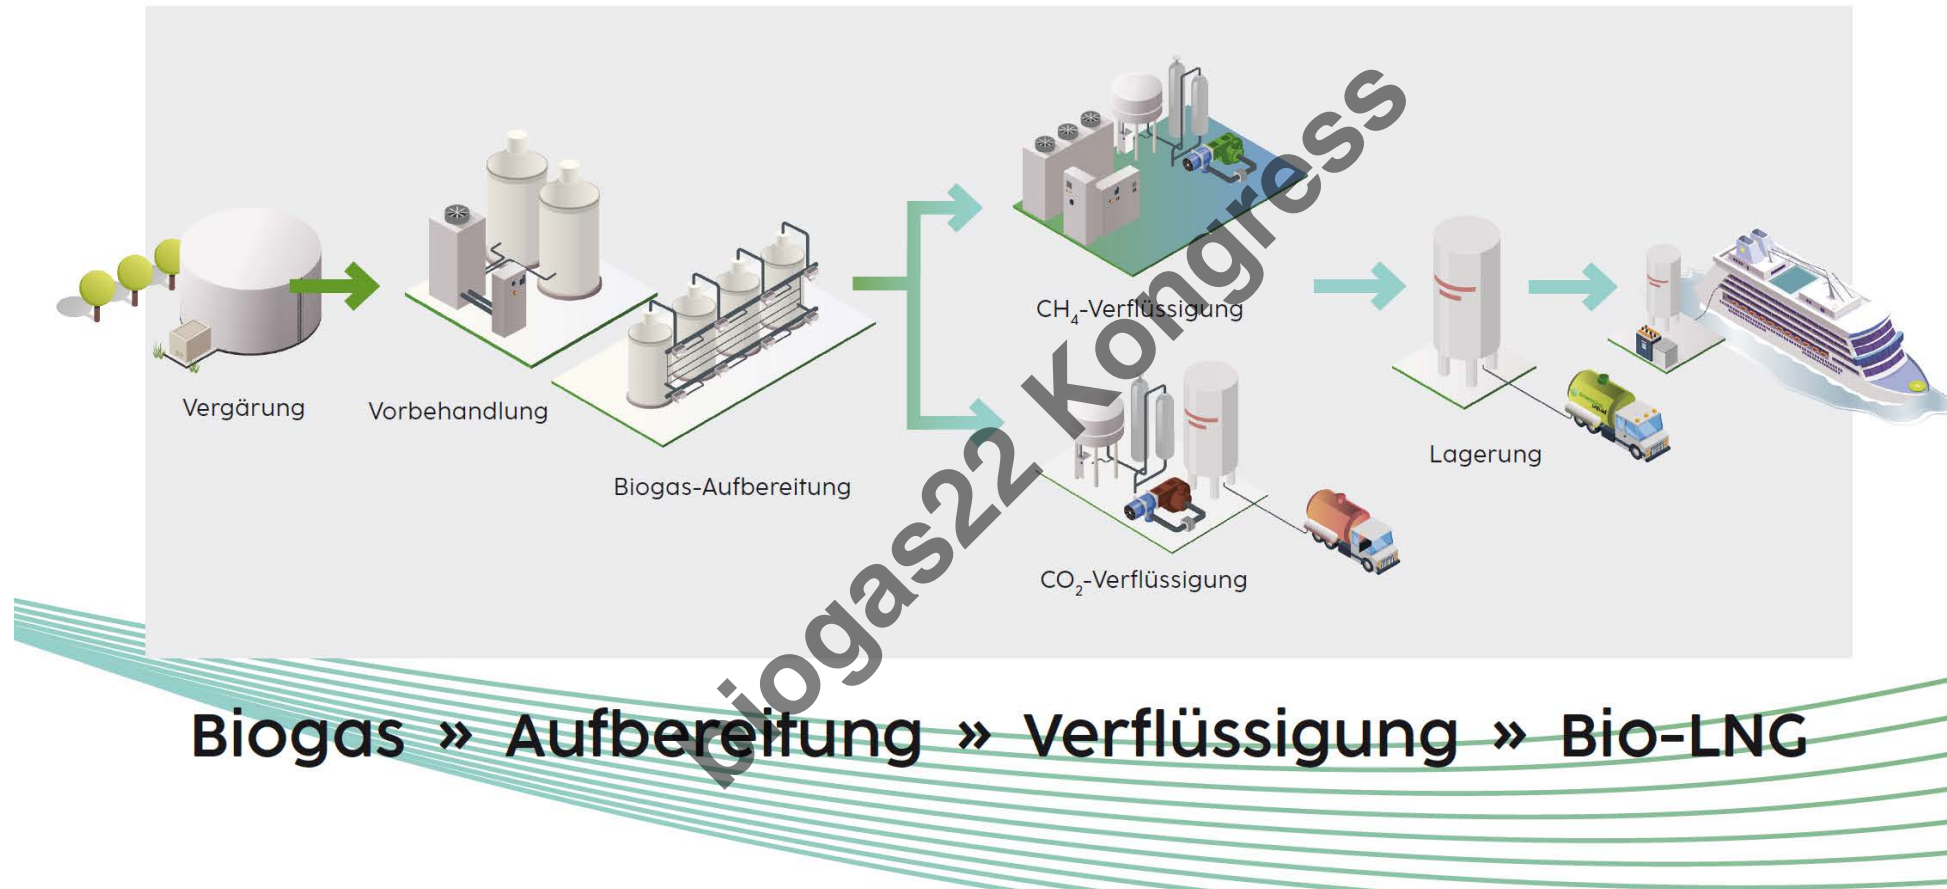 Vergärung
Vorbehandlung
Biogas-Aufbereitung
CH₄-Verflüssigung
CO₂-Verflüssigung
Lagerung
biogas22 Kongress
Biogas » Aufbereitung » Verflüssigung » Bio-LNG